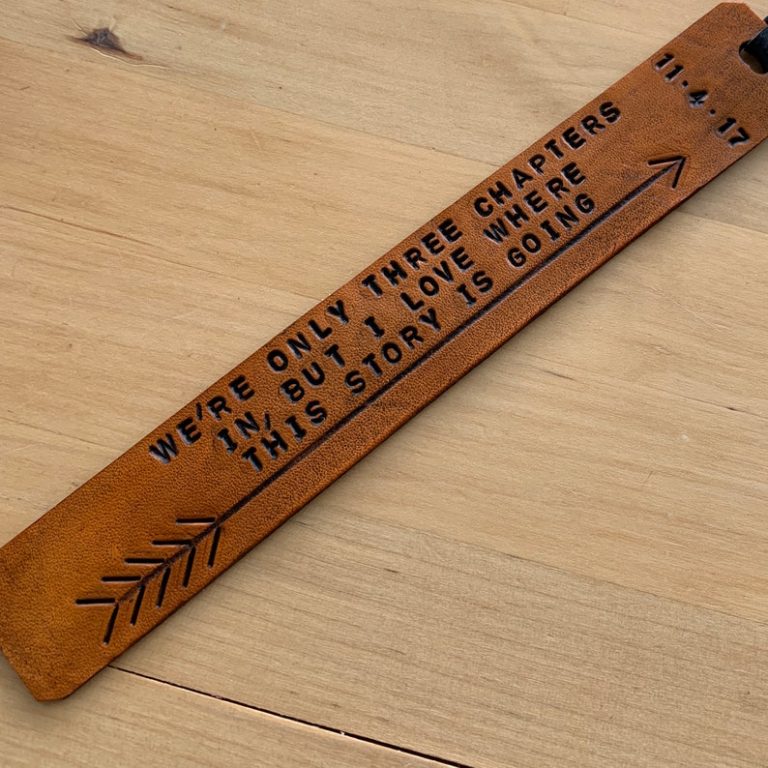 WE'RE ONLY THREE CHAPTERS
IN, BUT I LOVE WHERE
THIS STORY IS GOING
11.4.17